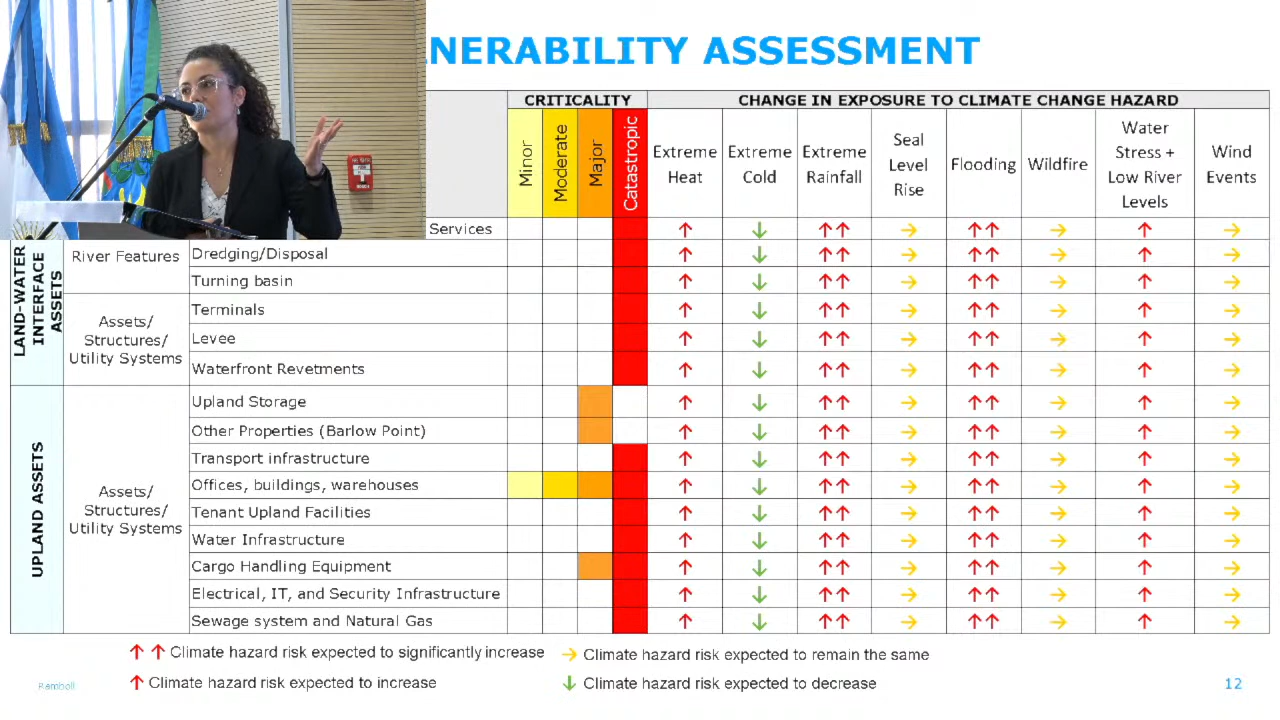 NERABILITY ASSESSMENT
CRITICALITY
CHANGE IN EXPOSURE TO CLIMATE CHANGE HAZARD
Minor
Moderate
Major
Catastrophic
Extreme
Heat
Extreme
Cold
Extreme
Rainfall
Seal
Level
Rise
Flooding
Wildfire
Water
Stress +
Low River
Levels
Wind
Events
LAND-WATER
INTERFACE
ASSETS
River Features
Services
↑ ↓ ↑↑ → ↑↑ → ↑ →
Dredging/Disposal
↑ ↓ ↑↑ → ↑↑ → ↑ →
Turning basin
↑ ↓ ↑↑ → ↑↑ → ↑ →
Assets/
Structures/
Utility Systems
Terminals
↑ ↓ ↑↑ → ↑↑ → ↑ →
Levee
↑ ↓ ↑↑ → ↑↑ → ↑ →
Waterfront Revetments
↑ ↓ ↑↑ → ↑↑ → ↑ →
UPLAND ASSETS
Assets/
Structures/
Utility Systems
Upland Storage
↑ ↓ ↑↑ → ↑↑ → ↑ →
Other Properties (Barlow Point)
↑ ↓ ↑↑ → ↑↑ → ↑ →
Transport infrastructure
↑ ↓ ↑↑ → ↑↑ → ↑ →
Offices, buildings, warehouses
↑ ↓ ↑↑ → ↑↑ → ↑ →
Tenant Upland Facilities
↑ ↓ ↑↑ → ↑↑ → ↑ →
Water Infrastructure
↑ ↓ ↑↑ → ↑↑ → ↑ →
Cargo Handling Equipment
↑ ↓ ↑↑ → ↑↑ → ↑ →
Electrical, IT, and Security Infrastructure
↑ ↓ ↑↑ → ↑↑ → ↑ →
Sewage system and Natural Gas
↑ ↓ ↑↑ → ↑↑ → ↑ →
↑ ↑ Climate hazard risk expected to significantly increase
→ Climate hazard risk expected to remain the same
↑ Climate hazard risk expected to increase
↓ Climate hazard risk expected to decrease
Ramboll
12